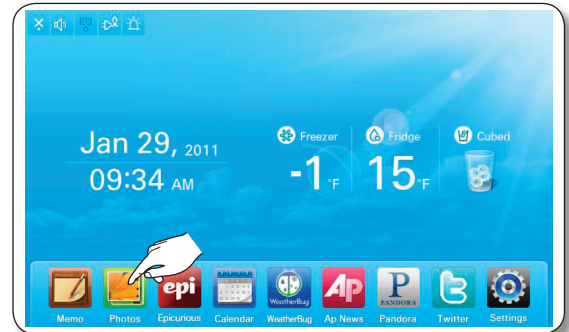 Jan 29, 2011
09:34 AM
Freezer
-1 °F
Fridge
15 °F
Cubed
epi
WeatherBug
AP
P
PANDORA
Memo Photos Epicurious Calendar WeatherBug Ap News Pandora Twitter Settings